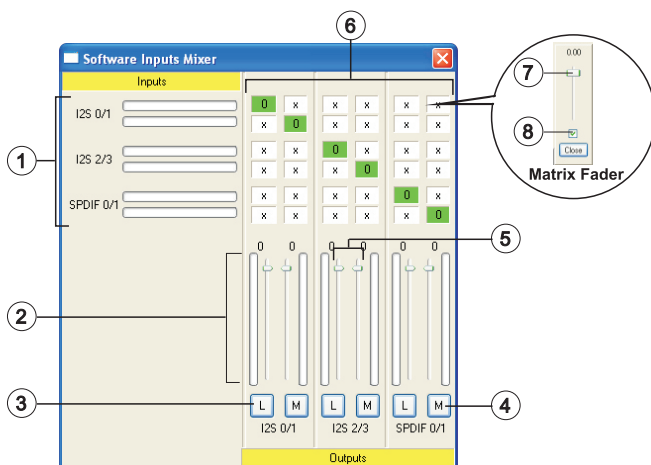 6
Software Inputs Mixer
Inputs
0.00
7
8
Close
Matrix Fader
1
I2S 0/1
I2S 2/3
SPDIF 0/1
0 x x x x x
x 0 x x x x
x x 0 x x x
x x x 0 x x
x x x x 0 x
x x x x x 0
5
0 0 0 0 0 0
2
3
L M L M L M
4
I2S 0/1 I2S 2/3 SPDIF 0/1
Outputs